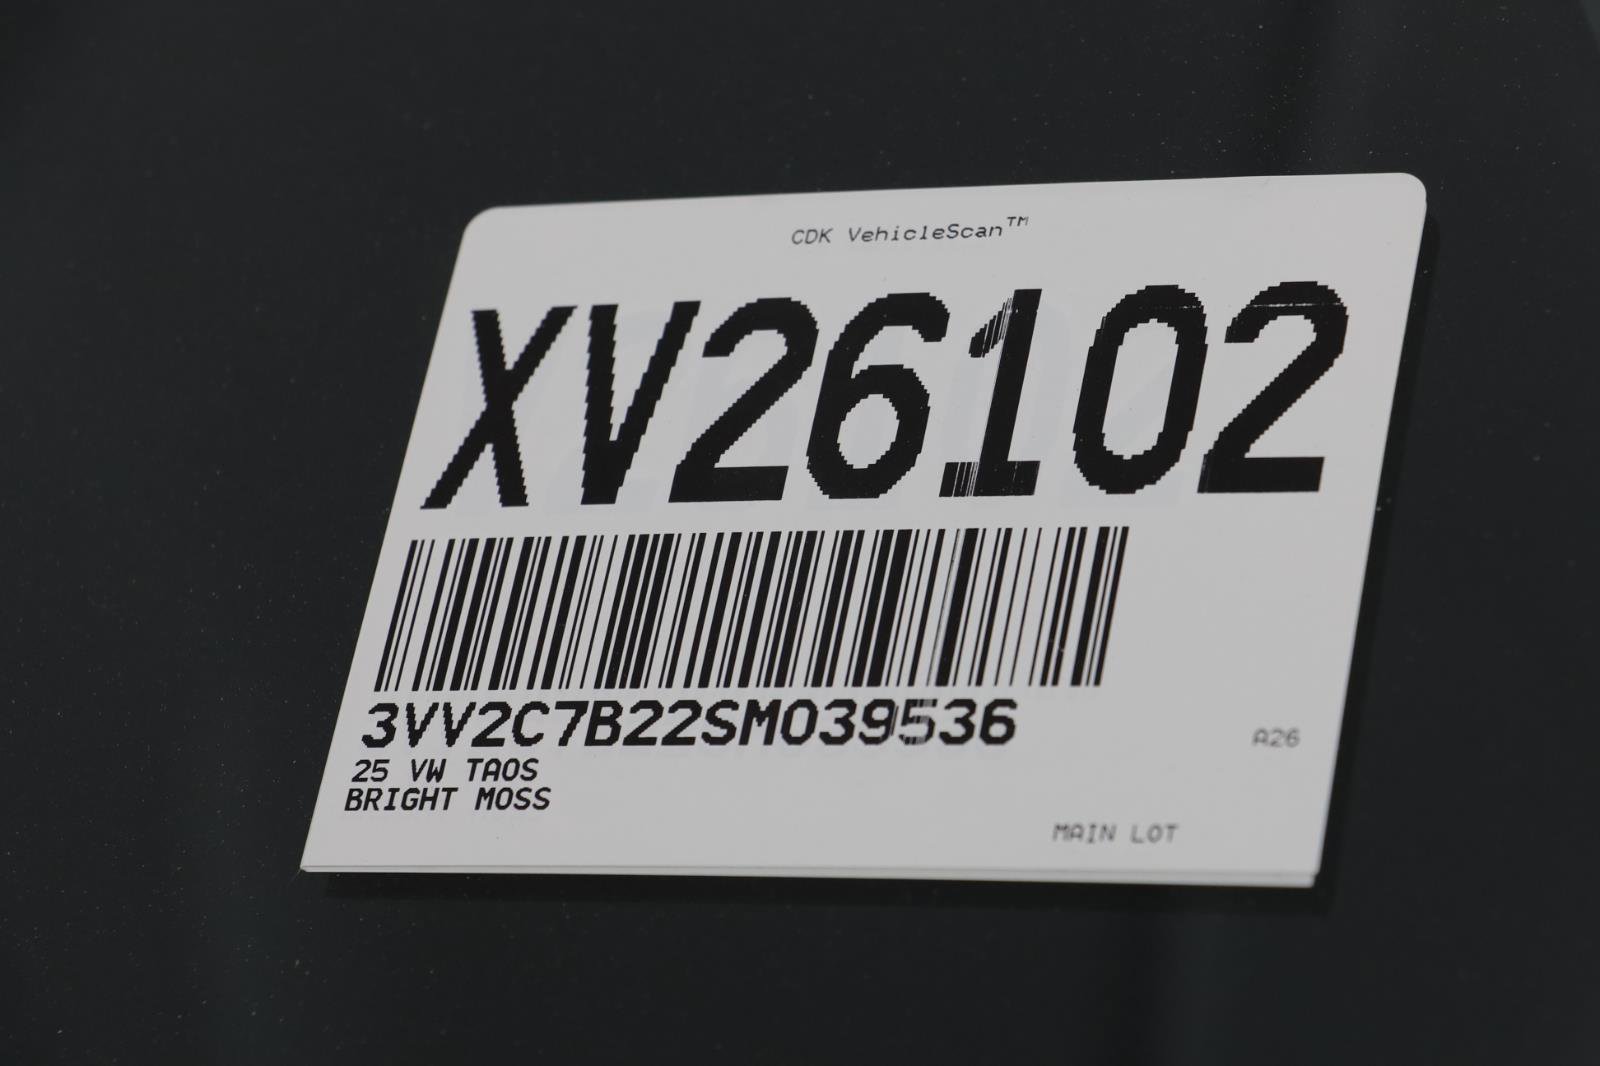 CDK VehicleScan™
XV26102
3VV2C7B22SM039536
25 VW TAOS
BRIGHT MOSS
A26
MAIN LOT